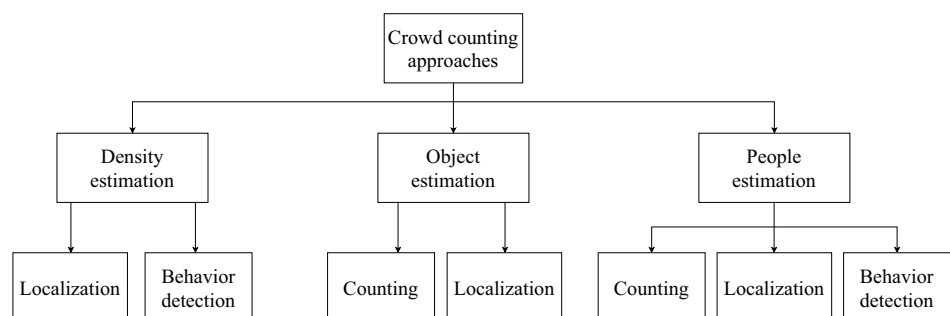 Crowd counting
approaches
Density
estimation
Object
estimation
People
estimation
Localization
Behavior
detection
Counting
Localization
Counting
Localization
Behavior
detection